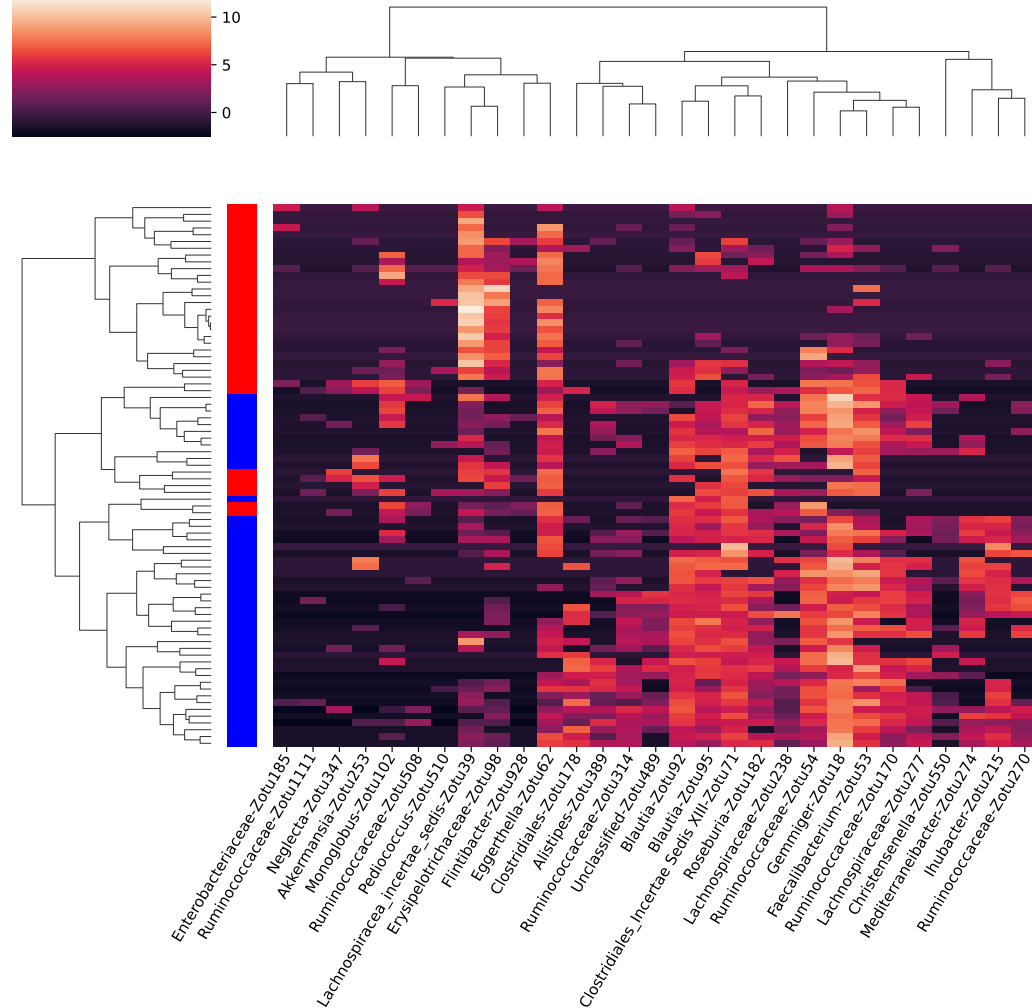 10
5
0
Enterobacteriaceae-Zotu185
Ruminococcaceae-Zotu1111
Neglecta-Zotu347
Akkermansia-Zotu253
Monoglobus-Zotu102
Ruminococcaceae-Zotu508
Pediococcus-Zotu510
Lachnospiracea_incertae_sedis-Zotu39
Erysipelotrichaceae-Zotu98
Flintibacter-Zotu928
Eggerthella-Zotu62
Clostridiales-Zotu178
Alistipes-Zotu389
Ruminococcaceae-Zotu314
Unclassified-Zotu489
Blautia-Zotu92
Blautia-Zotu95
Clostridiales_Incertae Sedis XIII-Zotu71
Roseburia-Zotu182
Lachnospiraceae-Zotu238
Ruminococcaceae-Zotu54
Gemmiger-Zotu18
Faecalibacterium-Zotu53
Ruminococcaceae-Zotu170
Lachnospiraceae-Zotu277
Christensenella-Zotu550
Mediterraneibacter-Zotu274
Ihubacter-Zotu215
Ruminococcaceae-Zotu270